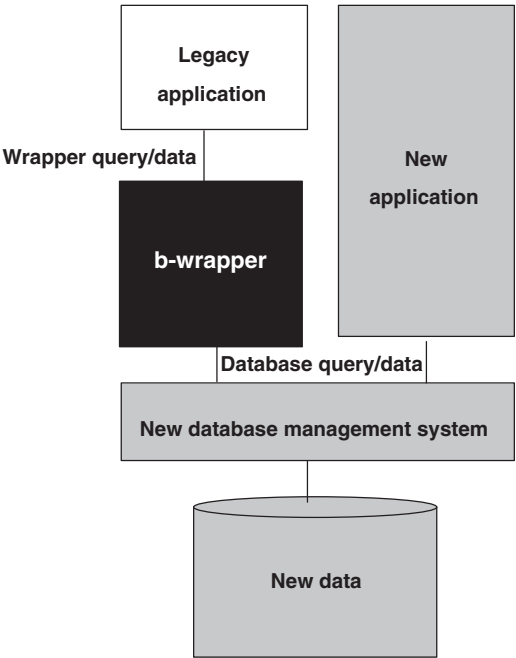 Legacy
application
Wrapper query/data
New
application
b-wrapper
Database query/data
New database management system
New data